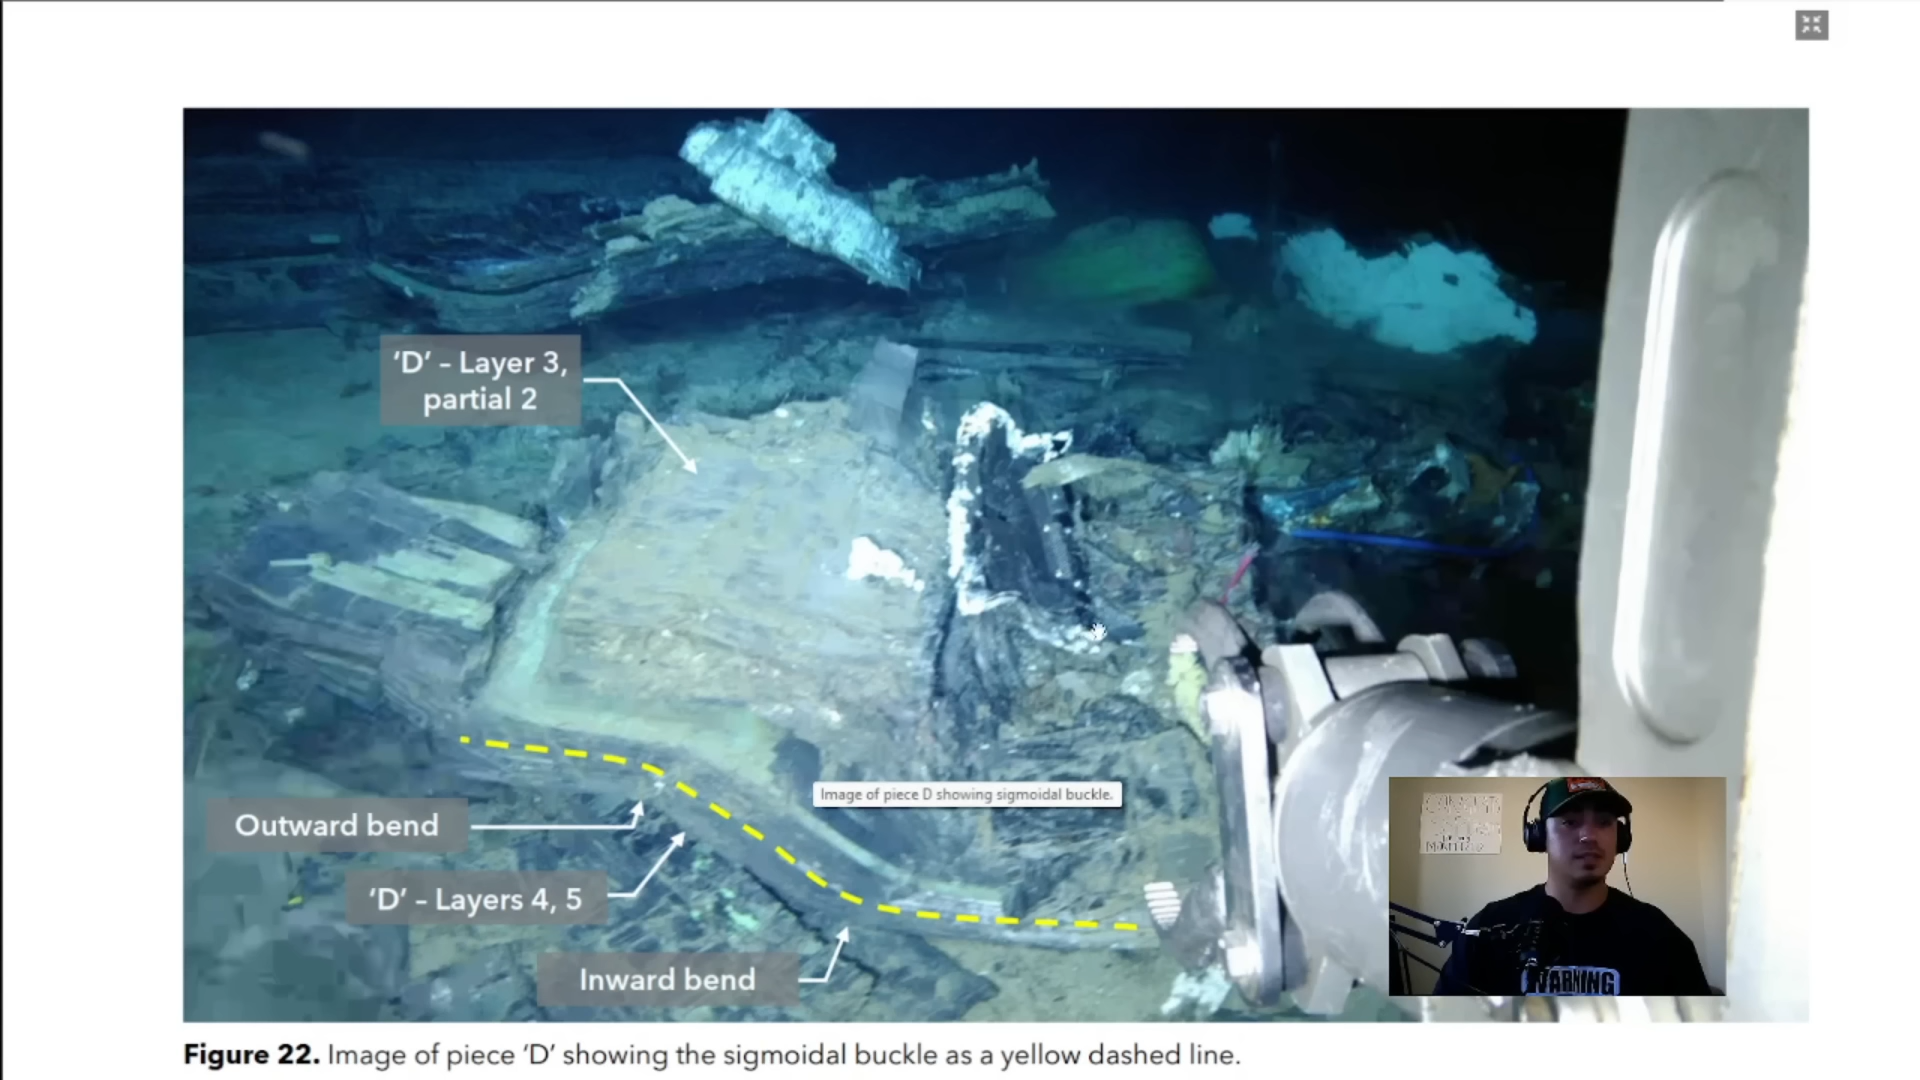 ‘D’ – Layer 3,
partial 2
Image of piece D showing sigmoidal buckle.
Outward bend
‘D’ – Layers 4, 5
Inward bend
WARNING
Figure 22. Image of piece ‘D’ showing the sigmoidal buckle as a yellow dashed line.